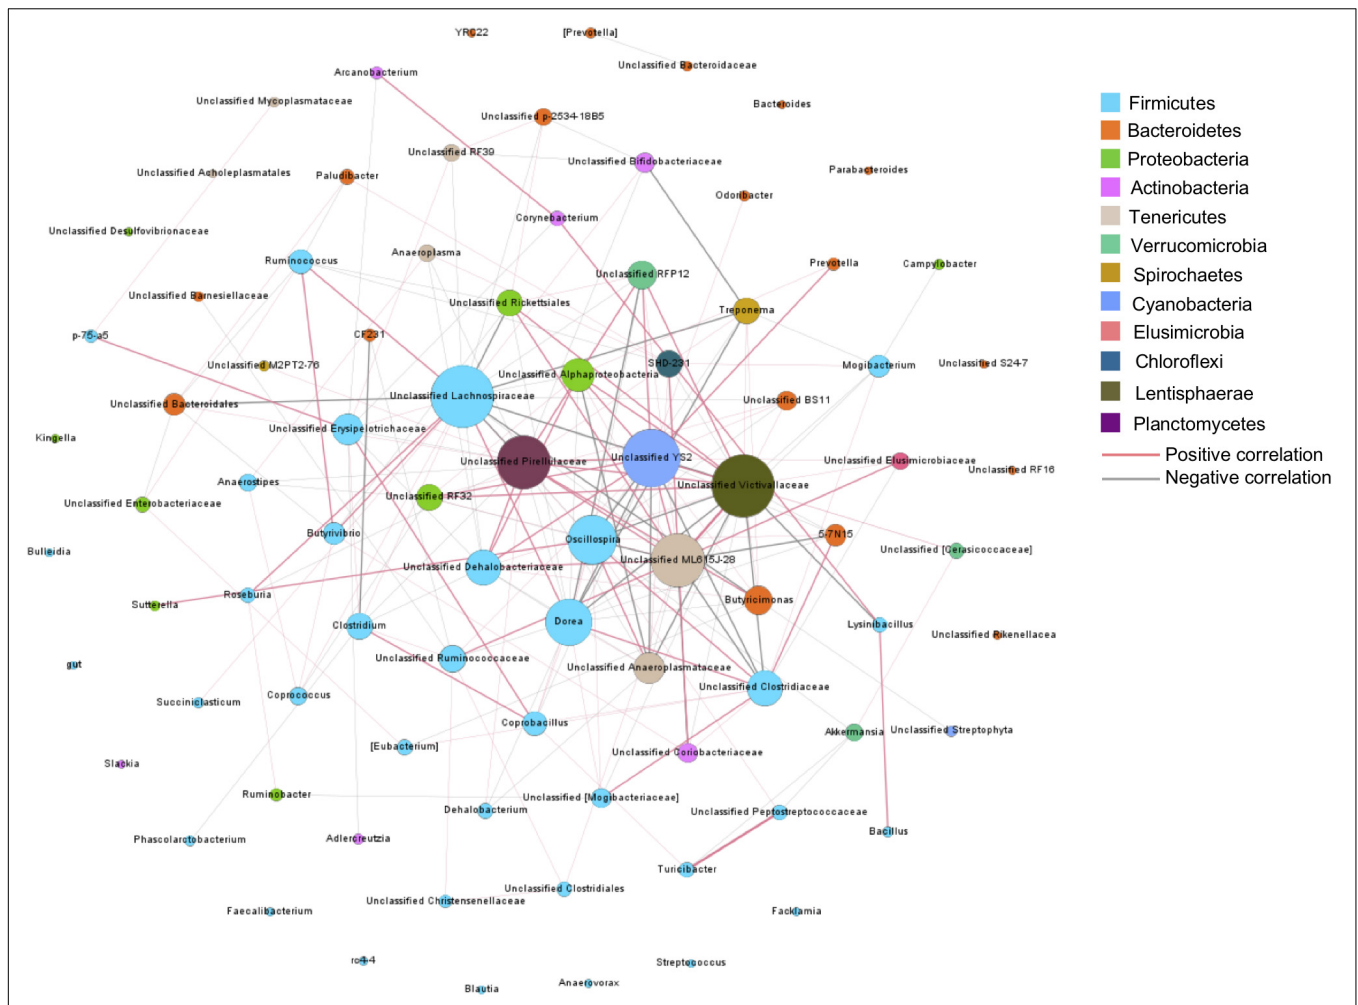 YRC22
[Prevotella]
Unclassified Bacteroidaceae
Arcanobacterium
Unclassified Mycoplasmataceae
Bacteroides
Unclassified p-2534-18B5
Unclassified RF39
Unclassified Bifidobacteriaceae
Unclassified Acholeplasmatales
Paludibacter
Parabacteroides
Odoribacter
Corynebacterium
Unclassified Desulfovibrionaceae
Anaeroplasma
Ruminococcus
Unclassified RFP12
Prevotella
Campylobacter
Unclassified Barnesiellaceae
Unclassified Rickettsiales
Treponema
p-75-a5
CF231
Unclassified M2PT2-76
SHD-231
Mogibacterium
Unclassified S24-7
Unclassified Alphaproteobacteria
Unclassified Lachnospiraceae
Unclassified BS11
Unclassified Bacteroidales
Unclassified Erysipelotrichaceae
Kingella
Unclassified Pirellulaceae
Unclassified YS2
Unclassified Elusimicrobiaceae
Unclassified RF16
Anaerostipes
Unclassified Victivallaceae
Unclassified RF32
Unclassified Enterobacteriaceae
Butyrivibrio
Oscillospira
5-7N15
Bulleidia
Unclassified [Cerasicoccaceae]
Unclassified ML615J-28
Unclassified Dehalobacteriaceae
Roseburia
Butyricimonas
Sutterella
Clostridium
Dorea
Lysinibacillus
Unclassified Rikenellacea
Unclassified Ruminococcaceae
gut
Unclassified Anaeroplasmataceae
Unclassified Clostridiaceae
Coprococcus
Succiniclasticum
Coprobacillus
Akkermansia
Unclassified Streptophyta
[Eubacterium]
Unclassified Coriobacteriaceae
Slackia
Ruminobacter
Unclassified [Mogibacteriaceae]
Dehalobacterium
Unclassified Peptostreptococcaceae
Bacillus
Phascolarctobacterium
Adlercreutzia
Turicibacter
Unclassified Clostridiales
Unclassified Christensenellaceae
Faecalibacterium
Facklamia
rc4-4
Streptococcus
Anaerovorax
Blautia
Firmicutes
Bacteroidetes
Proteobacteria
Actinobacteria
Tenericutes
Verrucomicrobia
Spirochaetes
Cyanobacteria
Elusimicrobia
Chloroflexi
Lentisphaerae
Planctomycetes
Positive correlation
Negative correlation